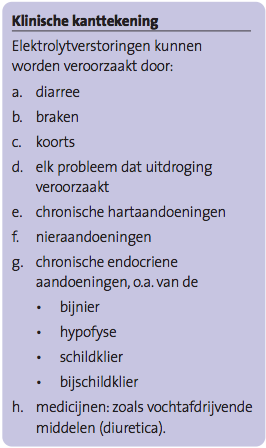 Klinische kanttekening
Elektrolytverstoringen kunnen
worden veroorzaakt door:
a. diarree
b. braken
c. koorts
d. elk probleem dat uitdroging
veroorzaakt
e. chronische hartaandoeningen
f. nieraandoeningen
g. chronische endocriene
aandoeningen, o.a. van de
• bijnier
• hypofyse
• schildklier
• bijschildklier
h. medicijnen: zoals vochtafdrijvende
middelen (diuretica).